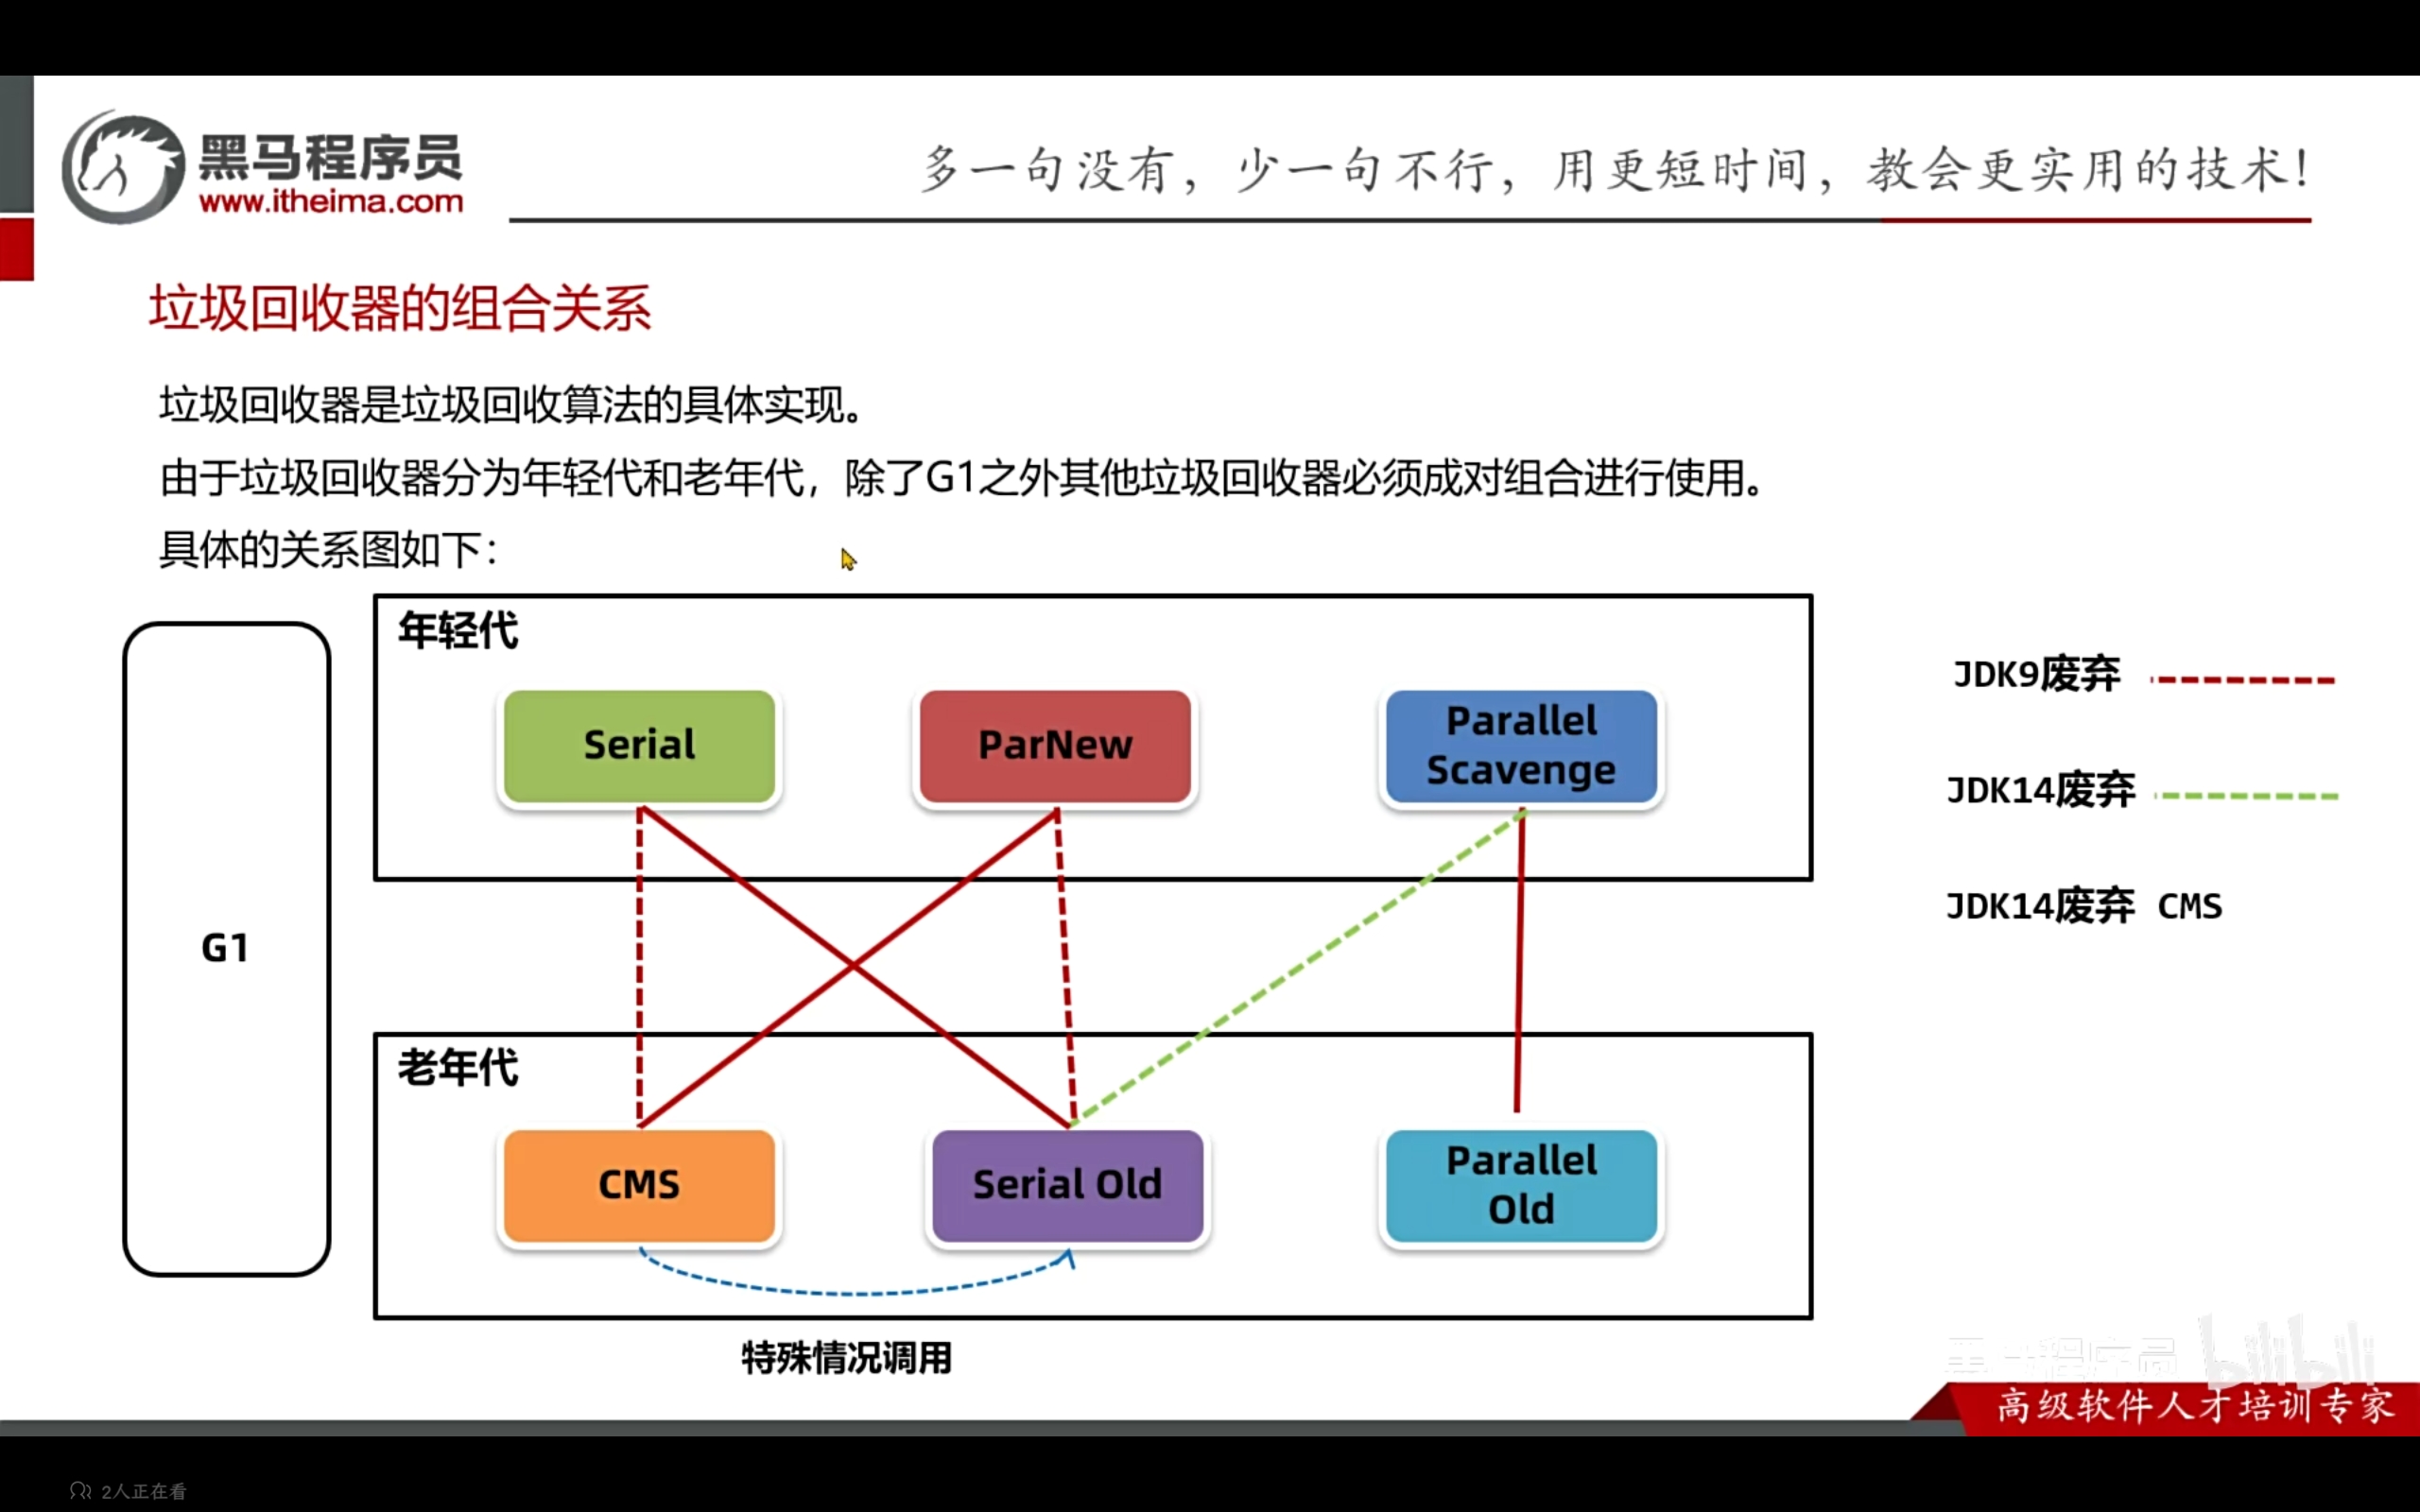 黑马程序员
www.itheima.com
多一句没有，少一句不行，用更短时间，教会更实用的技术！
垃圾回收器的组合关系
垃圾回收器是垃圾回收算法的具体实现。
由于垃圾回收器分为年轻代和老年代，除了G1之外其他垃圾回收器必须成对组合进行使用。
具体的关系图如下：
G1
年轻代
Serial
ParNew
Parallel
Scavenge
JDK9废弃
JDK14废弃
JDK14废弃 CMS
老年代
CMS
Serial Old
Parallel
Old
特殊情况调用
黑马程序员 bilibili
高级软件人才培训专家
2人正在看